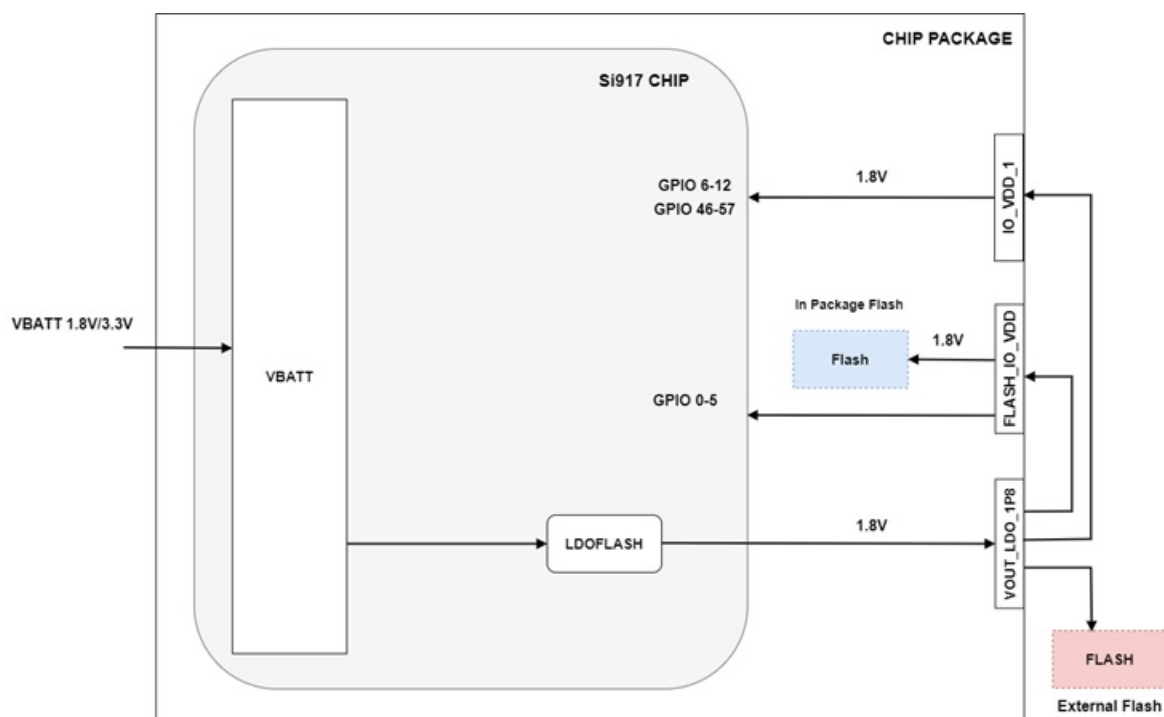 CHIP PACKAGE
Si917 CHIP
GPIO 6-12
GPIO 46-57
1.8V
IO_VDD_1
VBATT 1.8V/3.3V
VBATT
In Package Flash
Flash
1.8V
FLASH_IO_VDD
GPIO 0-5
LDOFLASH
1.8V
VOUT_LDO_1P8
FLASH
External Flash